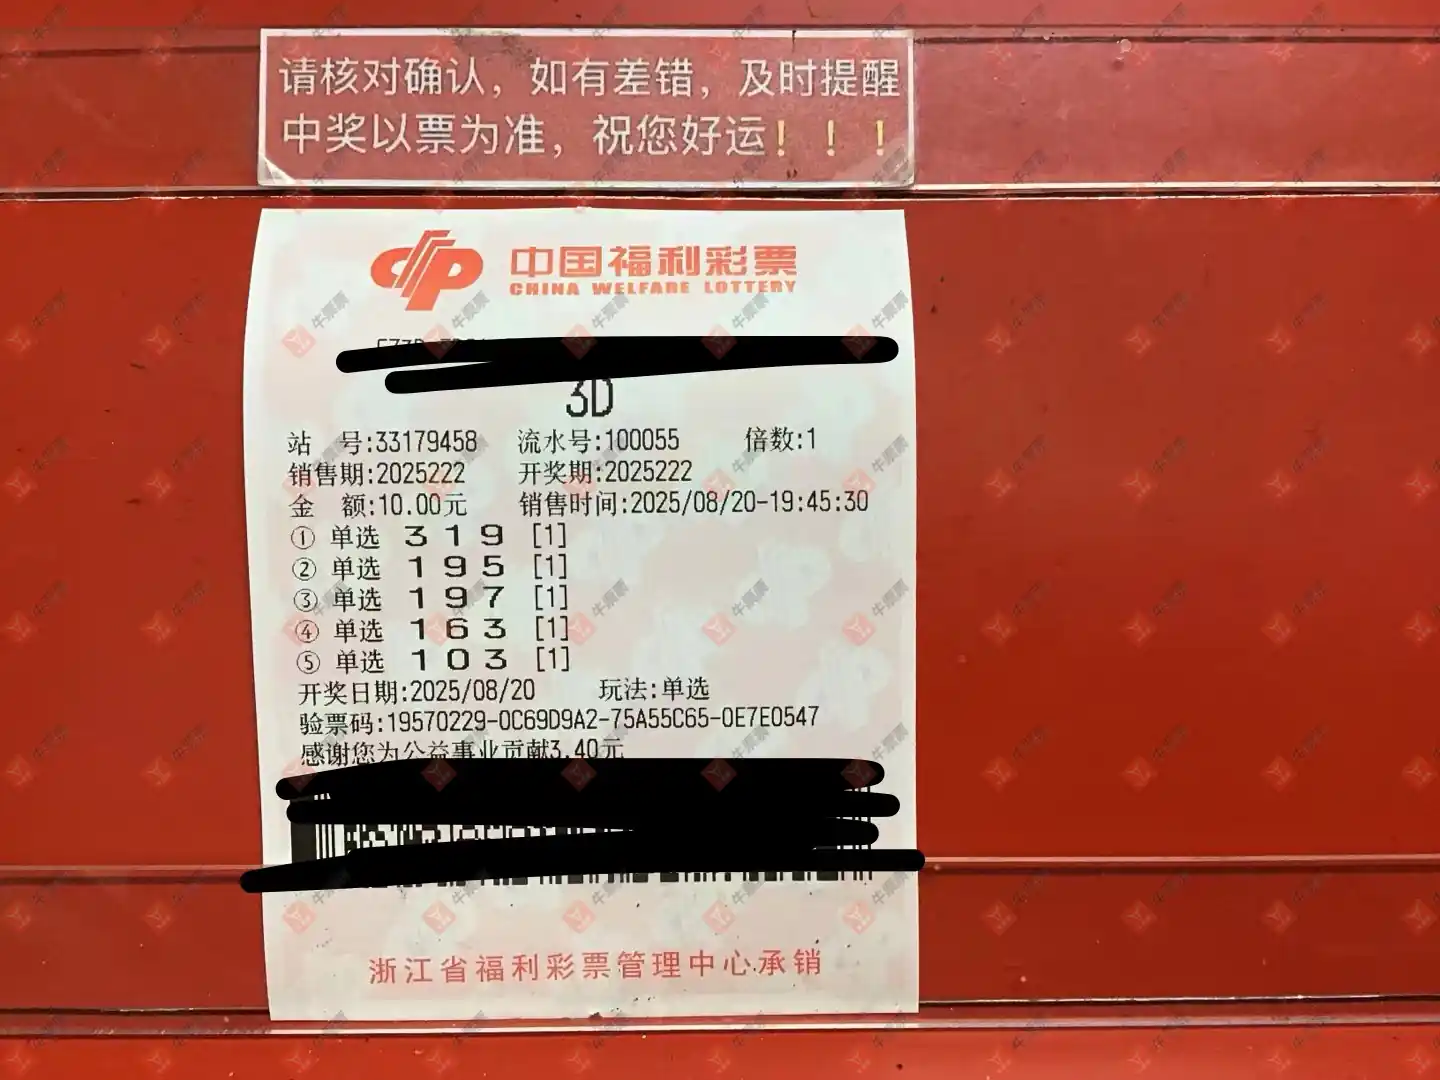 请核对确认，如有差错，及时提醒
中奖以票为准，祝您好运！！！
中国福利彩票
CHINA WELFARE LOTTERY
3D
站 号:33179458 流水号:100055 倍数:1
销售期:2025222 开奖期:2025222
金 额:10.00元 销售时间:2025/08/20-19:45:30
① 单选 3 1 9 [1]
② 单选 1 9 5 [1]
③ 单选 1 9 7 [1]
④ 单选 1 6 3 [1]
⑤ 单选 1 0 3 [1]
开奖日期:2025/08/20 玩法:单选
验票码:19570229-0C69D9A2-75A55C65-0E7E0547
感谢您为公益事业贡献3.40元
浙江省福利彩票管理中心承销